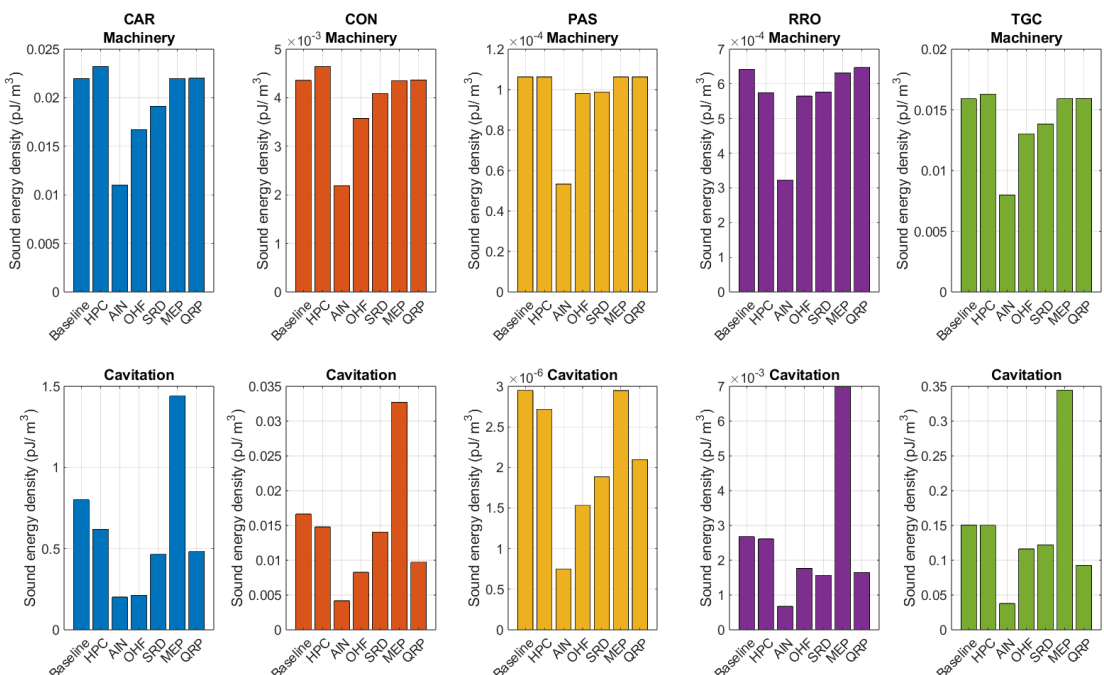 CAR
Machinery
0.025
0.02
0.015
0.01
0.005
0
Sound energy density (pJ/ m³)
Baseline
HPC
AIN
OHF
SRD
MEP
QRP
CON
×10⁻³ Machinery
5
4
3
2
1
0
Sound energy density (pJ/ m³)
Baseline
HPC
AIN
OHF
SRD
MEP
QRP
PAS
×10⁻⁴ Machinery
1.2
1
0.8
0.6
0.4
0.2
0
Sound energy density (pJ/ m³)
Baseline
HPC
AIN
OHF
SRD
MEP
QRP
RRO
×10⁻⁴ Machinery
7
6
5
4
3
2
1
0
Sound energy density (pJ/ m³)
Baseline
HPC
AIN
OHF
SRD
MEP
QRP
TGC
Machinery
0.02
0.015
0.01
0.005
0
Sound energy density (pJ/ m³)
Baseline
HPC
AIN
OHF
SRD
MEP
QRP
Cavitation
1.5
1
0.5
0
Sound energy density (pJ/ m³)
Baseline
HPC
AIN
OHF
SRD
MEP
QRP
Cavitation
0.035
0.03
0.025
0.02
0.015
0.01
0.005
0
Sound energy density (pJ/ m³)
Baseline
HPC
AIN
OHF
SRD
MEP
QRP
×10⁻⁶ Cavitation
3
2.5
2
1.5
1
0.5
0
Sound energy density (pJ/ m³)
Baseline
HPC
AIN
OHF
SRD
MEP
QRP
×10⁻³ Cavitation
7
6
5
4
3
2
1
0
Sound energy density (pJ/ m³)
Baseline
HPC
AIN
OHF
SRD
MEP
QRP
Cavitation
0.35
0.3
0.25
0.2
0.15
0.1
0.05
0
Sound energy density (pJ/ m³)
Baseline
HPC
AIN
OHF
SRD
MEP
QRP